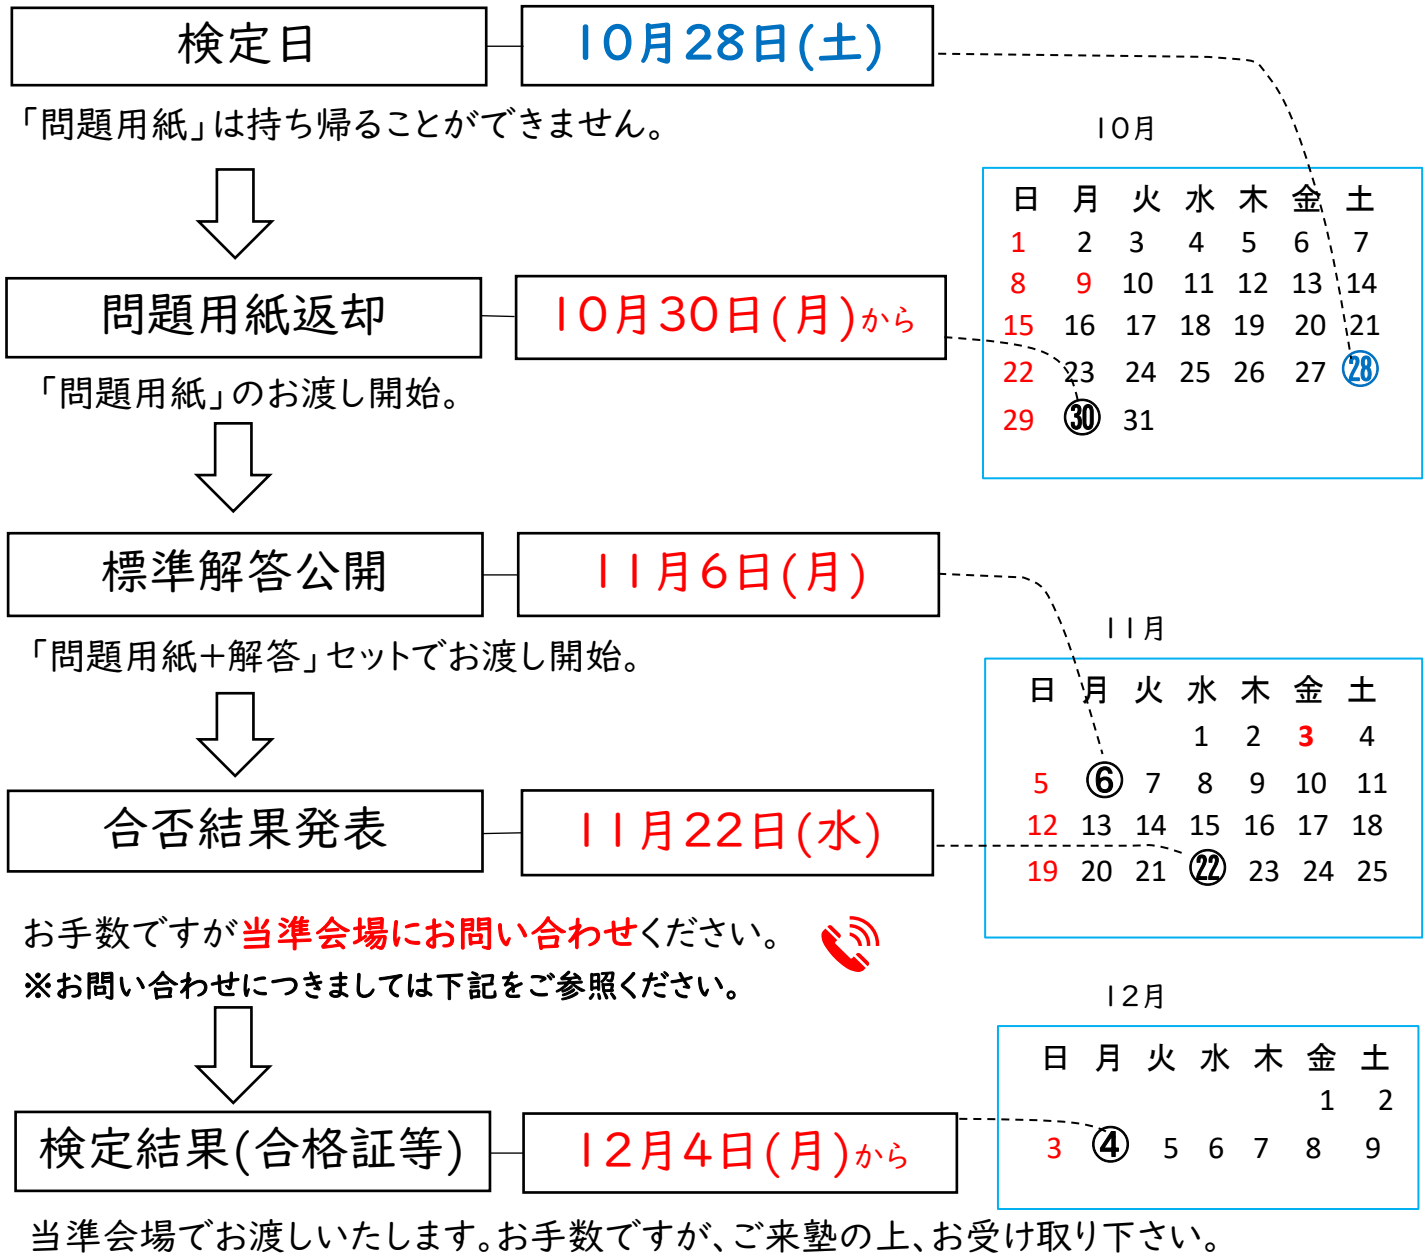 検定日
10月28日(土)
「問題用紙」は持ち帰ることができません。
問題用紙返却
10月30日(月)から
「問題用紙」のお渡し開始。
標準解答公開
11月6日(月)
「問題用紙+解答」セットでお渡し開始。
合否結果発表
11月22日(水)
お手数ですが当準会場にお問い合わせください。
※お問い合わせにつきましては下記をご参照ください。
検定結果(合格証等)
12月4日(月)から
当準会場でお渡しいたします。お手数ですが、ご来塾の上、お受け取り下さい。
10月
日 月 火 水 木 金 土
1 2 3 4 5 6 7
8 9 10 11 12 13 14
15 16 17 18 19 20 21
22 23 24 25 26 27 ㉘
29 ㉚ 31
11月
日 月 火 水 木 金 土
1 2 3 4
5 ⑥ 7 8 9 10 11
12 13 14 15 16 17 18
19 20 21 ㉒ 23 24 25
12月
日 月 火 水 木 金 土
1 2
3 ④ 5 6 7 8 9